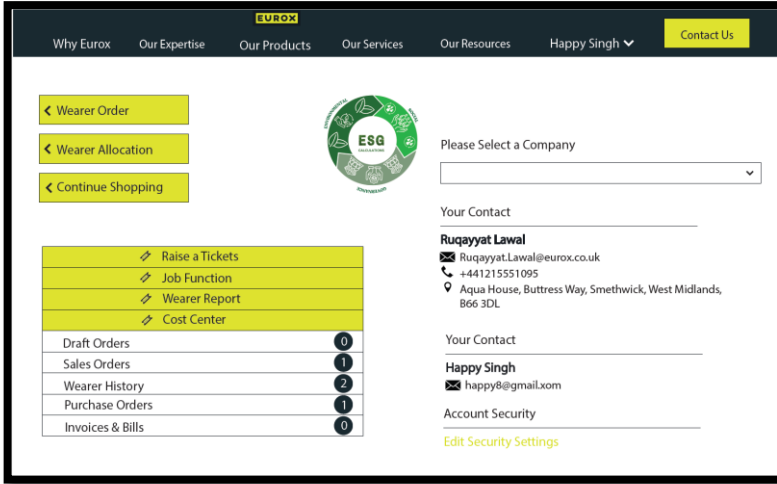 EUROX
Why Eurox
Our Expertise
Our Products
Our Services
Our Resources
Happy Singh
Contact Us
Wearer Order
Wearer Allocation
Continue Shopping
ENVIRONMENTAL
SOCIAL
ESG
CALCULATIONS
GOVERNANCE
Please Select a Company
Your Contact
Ruqayyat Lawal
Ruqayyat.Lawal@eurox.co.uk
+441215551095
Aqua House, Buttress Way, Smethwick, West Midlands,
B66 3DL
Your Contact
Happy Singh
happy8@gmail.xom
Account Security
Edit Security Settings
Raise a Tickets
Job Function
Wearer Report
Cost Center
Draft Orders 0
Sales Orders 1
Wearer History 2
Purchase Orders 1
Invoices & Bills 0